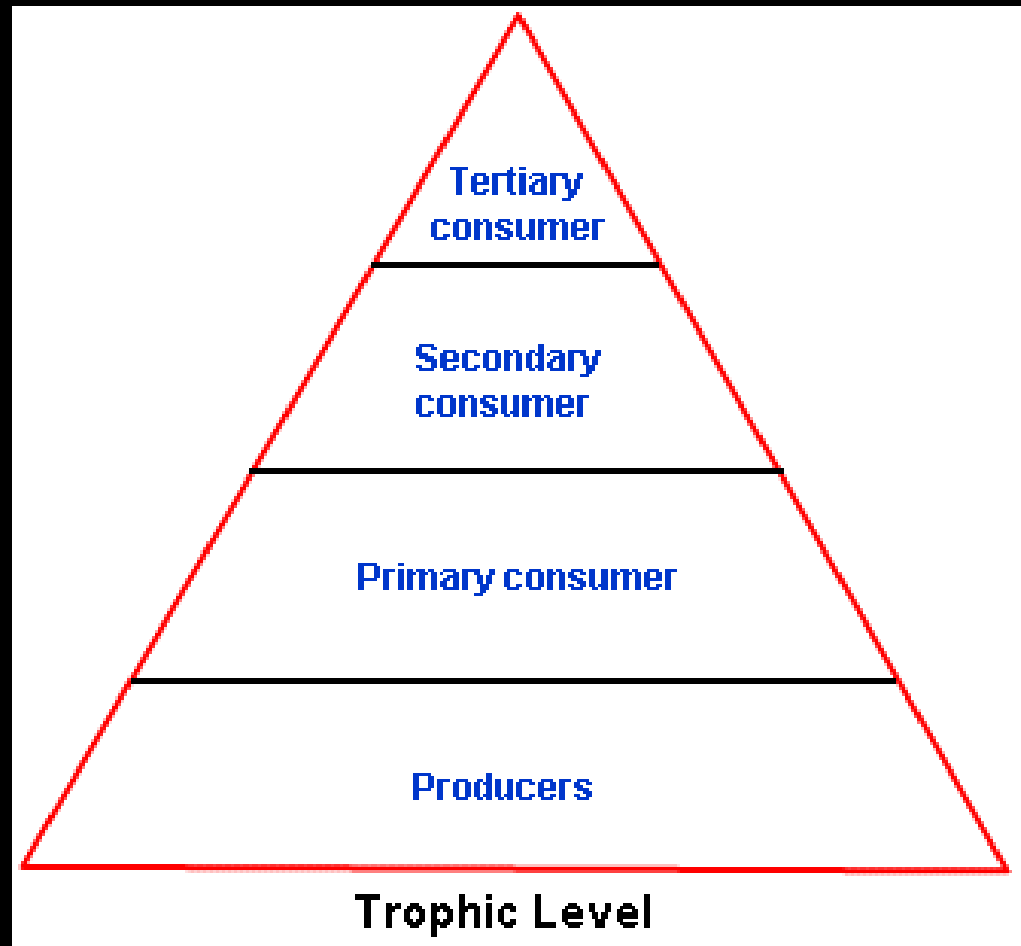 Tertiary
consumer
Secondary
consumer
Primary consumer
Producers
Trophic Level